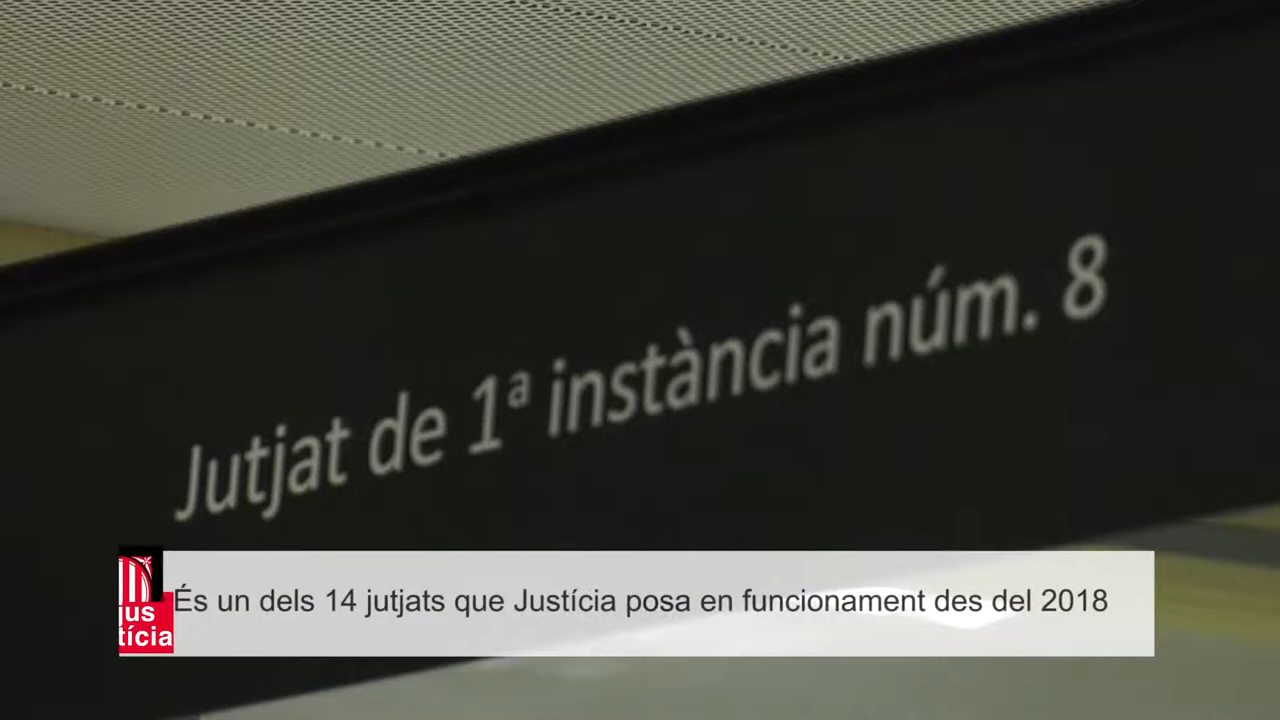 Jutjat de 1ª instància núm. 8
És un dels 14 jutjats que Justícia posa en funcionament des del 2018
jus
tícia